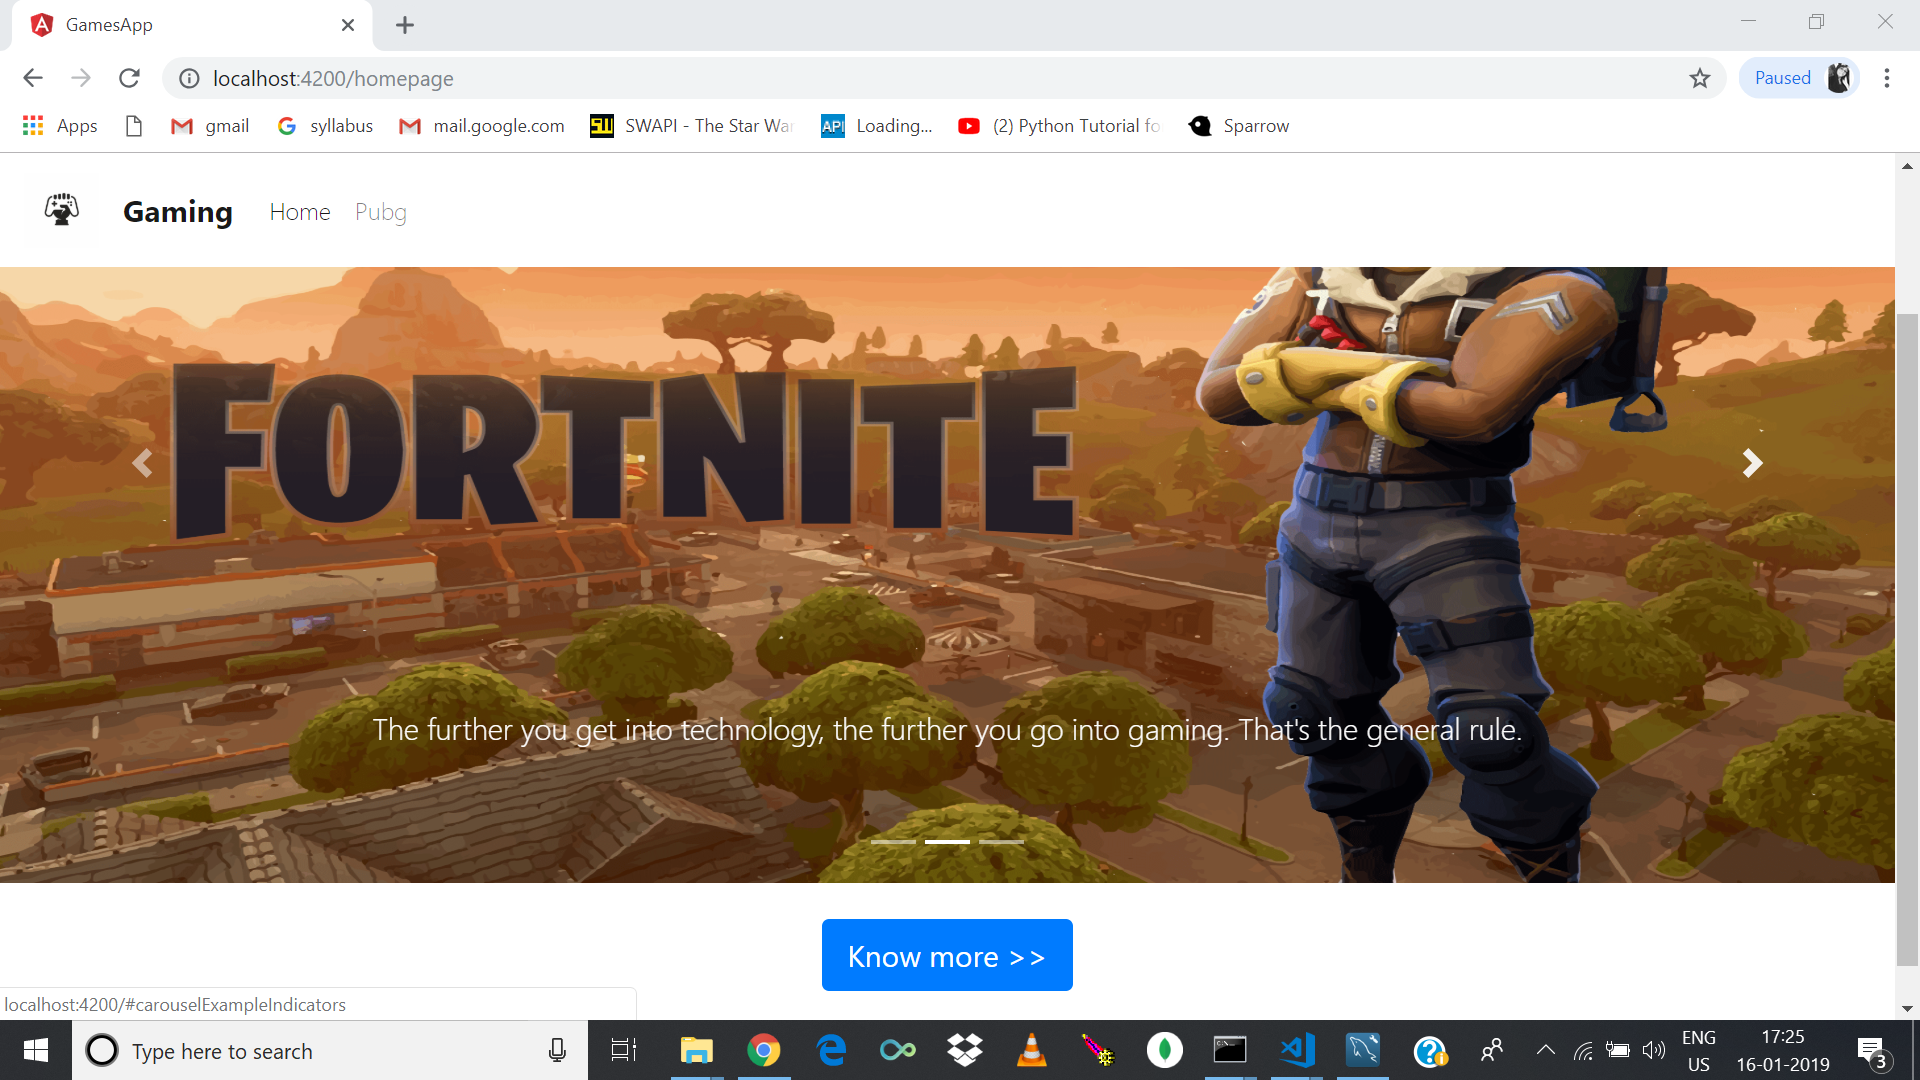 GamesApp
localhost:4200/homepage
Paused
Apps
gmail
syllabus
mail.google.com
SWAPI - The Star Wa
API
Loading...
(2) Python Tutorial fo
Sparrow
Gaming
Home
Pubg
FORTNITE
The further you get into technology, the further you go into gaming. That's the general rule.
Know more >>
localhost:4200/#carouselExampleIndicators
Type here to search
ENG
US
17:25
16-01-2019
3